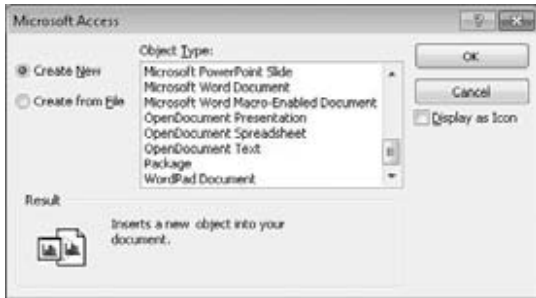 Microsoft Access
Object Type:
Create New
Create from File
Microsoft PowerPoint Slide
Microsoft Word Document
Microsoft Word Macro-Enabled Document
OpenDocument Presentation
OpenDocument Spreadsheet
OpenDocument Text
Package
WordPad Document
OK
Cancel
Display as Icon
Result
Inserts a new object into your
document.